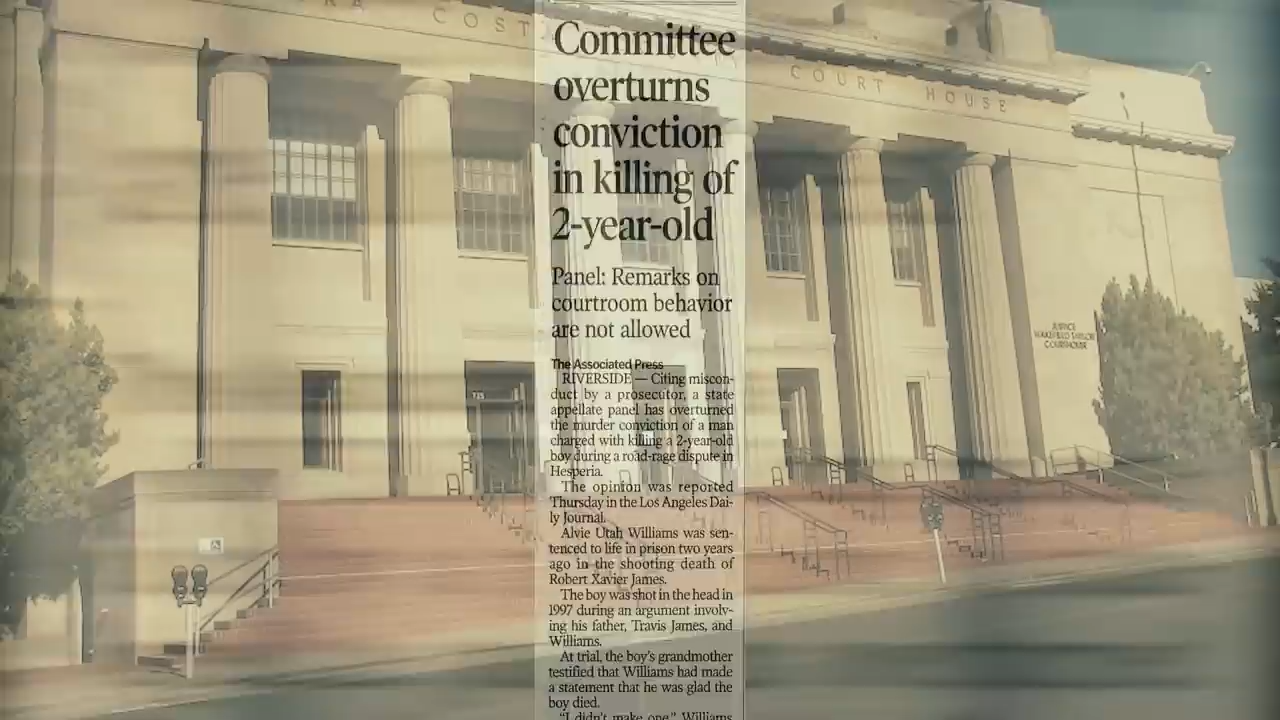 RA COST
COURT HOUSE
JUSTICE
WAKEFIELD TAYLOR
COURTHOUSE
725
Committee
overturns
conviction
in killing of
2-year-old
Panel: Remarks on
courtroom behavior
are not allowed
The Associated Press
RIVERSIDE — Citing miscon-
duct by a prosecutor, a state
appellate panel has overturned
the murder conviction of a man
charged with killing a 2-year-old
boy during a road-rage dispute in
Hesperia.
The opinion was reported
Thursday in the Los Angeles Dai-
ly Journal.
Alvie Utah Williams was sen-
tenced to life in prison two years
ago in the shooting death of
Robert Xavier James.
The boy was shot in the head in
1997 during an argument involv-
ing his father, Travis James, and
Williams.
At trial, the boy's grandmother
testified that Williams had made
a statement that he was glad the
boy died.
"I didn't make one," Williams